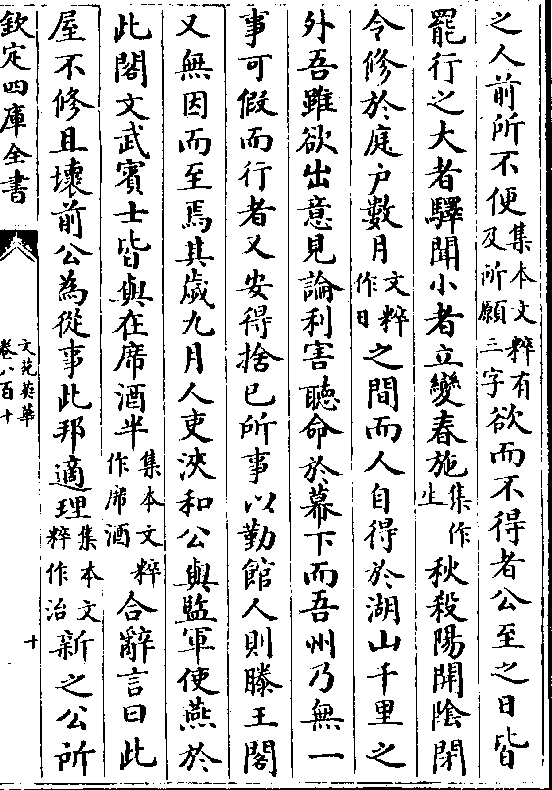 之人前所不便集本文粹有及所願三字欲而不得者公至之日皆
罷行之大者驛聞小者立變春施集作生秋殺陽開陰閉
令修於庭户數月文粹作日之間而人自得於湖山千里之
外吾雖欲出意見論利害聽命於幕下而吾州乃無一
事可假而行者又安得捨已所事以勤館人則滕王閣
又無因而至焉其歲九月人吏浹和公與監軍使燕於
此閣文武賓士皆與在席酒半集本文粹作席酒合辭言曰此
屋不修且壞前公為從事此邦適理集本文粹作治新之公所
欽定四庫全書
文苑英華
卷八百十
十